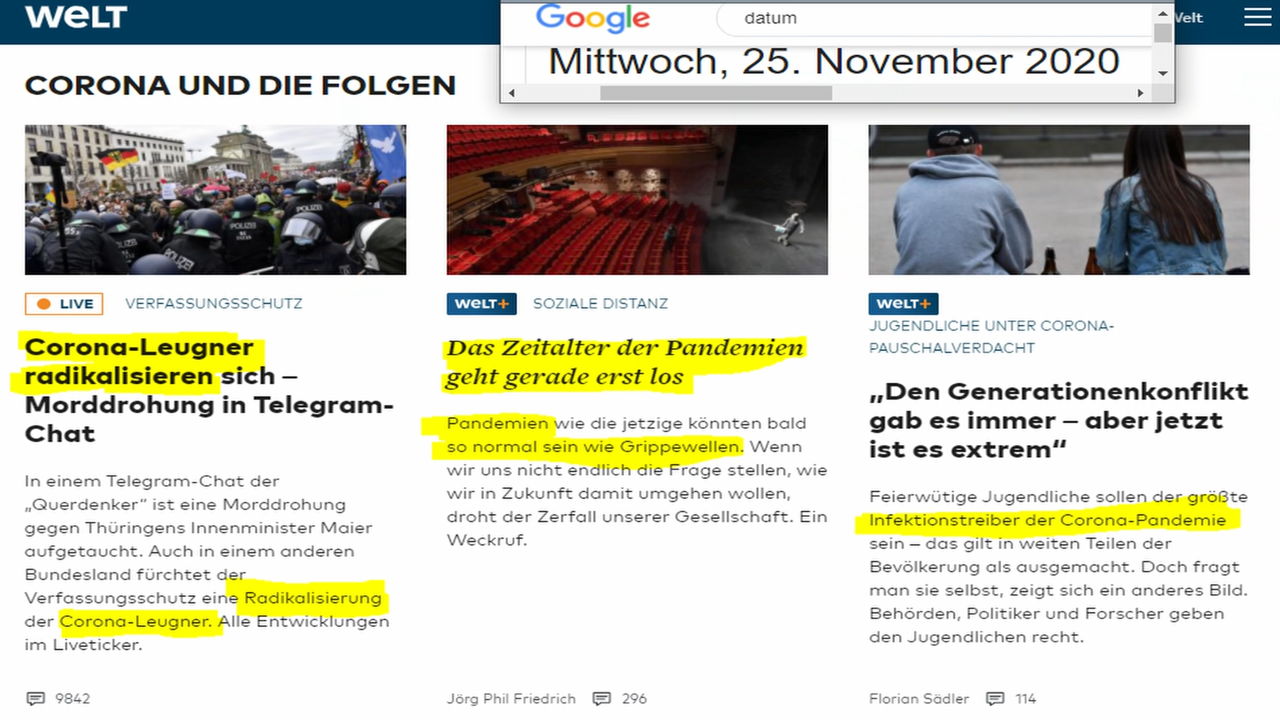 WELT
Google
datum
Welt
Mittwoch, 25. November 2020
CORONA UND DIE FOLGEN
POLIZEI
POLIZEI
POLIZEI
POLIZEI
LIVE
VERFASSUNGSSCHUTZ
Corona-Leugner
radikalisieren sich –
Morddrohung in Telegram-
Chat
In einem Telegram-Chat der
„Querdenker“ ist eine Morddrohung
gegen Thüringens Innenminister Maier
aufgetaucht. Auch in einem anderen
Bundesland fürchtet der
Verfassungsschutz eine Radikalisierung
der Corona-Leugner. Alle Entwicklungen
im Liveticker.
9842
WELT+
SOZIALE DISTANZ
Das Zeitalter der Pandemien
geht gerade erst los
Pandemien wie die jetzige könnten bald
so normal sein wie Grippewellen. Wenn
wir uns nicht endlich die Frage stellen, wie
wir in Zukunft damit umgehen wollen,
droht der Zerfall unserer Gesellschaft. Ein
Weckruf.
Jörg Phil Friedrich
296
WELT+
JUGENDLICHE UNTER CORONA-
PAUSCHALVERDACHT
„Den Generationenkonflikt
gab es immer – aber jetzt
ist es extrem“
Feierwütige Jugendliche sollen der größte
Infektionstreiber der Corona-Pandemie
sein – das gilt in weiten Teilen der
Bevölkerung als ausgemacht. Doch fragt
man sie selbst, zeigt sich ein anderes Bild.
Behörden, Politiker und Forscher geben
den Jugendlichen recht.
Florian Sädler
114